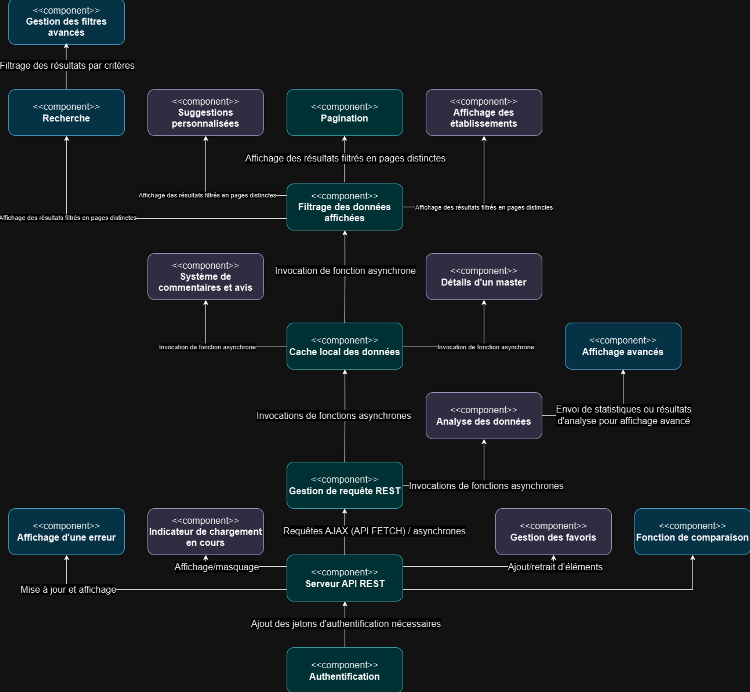 <<component>>
Gestion des filtres
avancés
Filtrage des résultats par critères
<<component>>
Recherche
<<component>>
Suggestions
personnalisées
<<component>>
Pagination
<<component>>
Affichage des
établissements
Affichage des résultats filtrés en pages distinctes
Affichage des résultats filtrés en pages distinctes
<<component>>
Filtrage des données
affichées
Affichage des résultats filtrés en pages distinctes
Affichage des résultats filtrés en pages distinctes
<<component>>
Système de
commentaires et avis
Invocation de fonction asynchrone
<<component>>
Détails d'un master
Invocation de fonction asynchrone
<<component>>
Cache local des données
Invocation de fonction asynchrone
<<component>>
Affichage avancés
Invocations de fonctions asynchrones
<<component>>
Analyse des données
Envoi de statistiques ou résultats
d'analyse pour affichage avancé
<<component>>
Gestion de requête REST
Invocations de fonctions asynchrones
<<component>>
Affichage d'une erreur
<<component>>
Indicateur de chargement
en cours
Requêtes AJAX (API FETCH) / asynchrones
<<component>>
Gestion des favoris
<<component>>
Fonction de comparaison
Affichage/masquage
Ajout/retrait d'éléments
<<component>>
Serveur API REST
Mise à jour et affichage
Ajout des jetons d'authentification nécessaires
<<component>>
Authentification